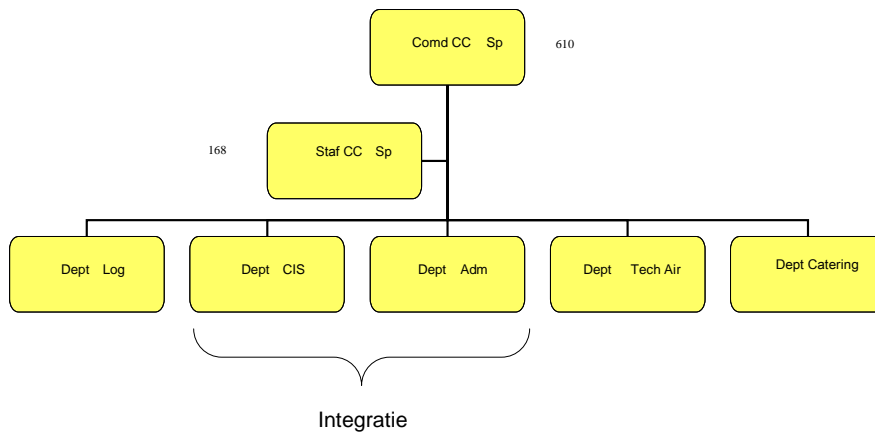 Comd CC Sp
610
168
Staf CC Sp
Dept Log
Dept CIS
Dept Adm
Dept Tech Air
Dept Catering
Integratie